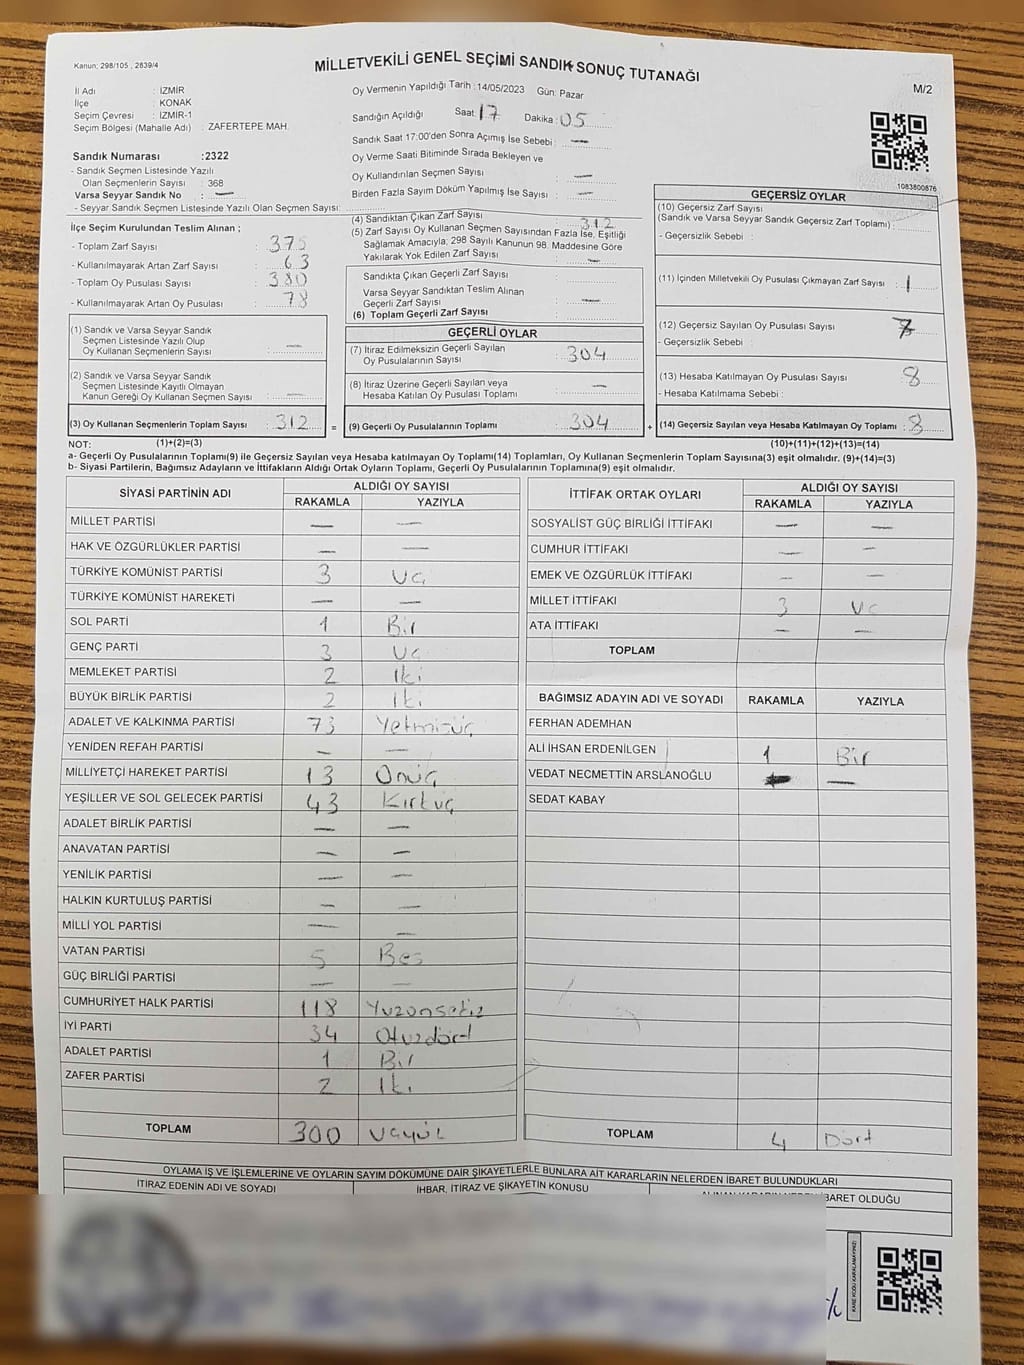 Kanun; 298/105 , 2839/4
MİLLETVEKİLİ GENEL SEÇİMİ SANDIK SONUÇ TUTANAĞI
M/2
İl Adı : İZMİR
İlçe : KONAK
Seçim Çevresi : İZMİR-1
Seçim Bölgesi (Mahalle Adı) : ZAFERTEPE MAH.
Sandık Numarası :2322
- Sandık Seçmen Listesinde Yazılı
Olan Seçmenlerin Sayısı : 368
Varsa Seyyar Sandık No : —
- Seyyar Sandık Seçmen Listesinde Yazılı Olan Seçmen Sayısı:
Oy Vermenin Yapıldığı Tarih :14/05/2023 Gün: Pazar
Sandığın Açıldığı Saat: 17 Dakika: 05
Sandık Saat 17:00'den Sonra Açımış İse Sebebi : —
Oy Verme Saati Bitiminde Sırada Bekleyen ve
Oy Kullandırılan Seçmen Sayısı : —
Birden Fazla Sayım Döküm Yapılmış İse Sayısı : —
1083800876
İlçe Seçim Kurulundan Teslim Alınan ;
- Toplam Zarf Sayısı : 375
- Kullanılmayarak Artan Zarf Sayısı : 63
- Toplam Oy Pusulası Sayısı : 380
- Kullanılmayarak Artan Oy Pusulası : 78
(4) Sandıktan Çıkan Zarf Sayısı : 312
(5) Zarf Sayısı Oy Kullanan Seçmen Sayısından Fazla İse, Eşitliği
Sağlamak Amacıyla; 298 Sayılı Kanunun 98. Maddesine Göre
Yakılarak Yok Edilen Zarf Sayısı : —
Sandıkta Çıkan Geçerli Zarf Sayısı
Varsa Seyyar Sandıktan Teslim Alınan
Geçerli Zarf Sayısı : —
(6) Toplam Geçerli Zarf Sayısı
GEÇERSİZ OYLAR
(10) Geçersiz Zarf Sayısı
(Sandık ve Varsa Seyyar Sandık Geçersiz Zarf Toplamı) :
- Geçersizlik Sebebi :
(11) İçinden Milletvekili Oy Pusulası Çıkmayan Zarf Sayısı : 1
(12) Geçersiz Sayılan Oy Pusulası Sayısı : 7
- Geçersizlik Sebebi :
(13) Hesaba Katılmayan Oy Pusulası Sayısı : 8
- Hesaba Katılmama Sebebi :
(14) Geçersiz Sayılan veya Hesaba Katılmayan Oy Toplamı : 8
(1) Sandık ve Varsa Seyyar Sandık
Seçmen Listesinde Yazılı Olup
Oy Kullanan Seçmenlerin Sayısı : —
(2) Sandık ve Varsa Seyyar Sandık
Seçmen Listesinde Kayıtlı Olmayan
Kanun Gereği Oy Kullanan Seçmen Sayısı : —
(3) Oy Kullanan Seçmenlerin Toplam Sayısı : 312 =
GEÇERLİ OYLAR
(7) İtiraz Edilmeksizin Geçerli Sayılan
Oy Pusulalarının Sayısı : 304
(8) İtiraz Üzerine Geçerli Sayılan veya
Hesaba Katılan Oy Pusulası Toplamı : —
(9) Geçerli Oy Pusulalarının Toplamı : 304 +
NOT: (1)+(2)=(3) (10)+(11)+(12)+(13)=(14)
a- Geçerli Oy Pusulalarının Toplamı(9) ile Geçersiz Sayılan veya Hesaba katılmayan Oy Toplamı(14) Toplamları, Oy Kullanan Seçmenlerin Toplam Sayısına(3) eşit olmalıdır. (9)+(14)=(3)
b- Siyasi Partilerin, Bağımsız Adayların ve İttifakların Aldığı Ortak Oyların Toplamı, Geçerli Oy Pusulalarının Toplamına(9) eşit olmalıdır.
SİYASİ PARTİNİN ADI ALDIĞI OY SAYISI
RAKAMLA YAZIYLA
MİLLET PARTİSİ — —
HAK VE ÖZGÜRLÜKLER PARTİSİ — —
TÜRKİYE KOMÜNİST PARTİSİ 3 Üç
TÜRKİYE KOMÜNİST HAREKETİ — —
SOL PARTİ 1 Bir
GENÇ PARTİ 3 Üç
MEMLEKET PARTİSİ 2 İki
BÜYÜK BİRLİK PARTİSİ 2 İki
ADALET VE KALKINMA PARTİSİ 73 Yetmişüç
YENİDEN REFAH PARTİSİ — —
MİLLİYETÇİ HAREKET PARTİSİ 13 Onüç
YEŞİLLER VE SOL GELECEK PARTİSİ 43 Kırküç
ADALET BİRLİK PARTİSİ — —
ANAVATAN PARTİSİ — —
YENİLİK PARTİSİ — —
HALKIN KURTULUŞ PARTİSİ — —
MİLLİ YOL PARTİSİ — —
VATAN PARTİSİ 5 Beş
GÜÇ BİRLİĞİ PARTİSİ — —
CUMHURİYET HALK PARTİSİ 118 Yüzonsekiz
İYİ PARTİ 34 Otuzdört
ADALET PARTİSİ 1 Bir
ZAFER PARTİSİ 2 İki
TOPLAM 300 Üçyüz
İTTİFAK ORTAK OYLARI ALDIĞI OY SAYISI
RAKAMLA YAZIYLA
SOSYALİST GÜÇ BİRLİĞİ İTTİFAKI — —
CUMHUR İTTİFAKI — —
EMEK VE ÖZGÜRLÜK İTTİFAKI — —
MİLLET İTTİFAKI 3 Üç
ATA İTTİFAKI — —
TOPLAM
BAĞIMSIZ ADAYIN ADI VE SOYADI RAKAMLA YAZIYLA
FERHAN ADEMHAN
ALİ İHSAN ERDENİLGEN 1 Bir
VEDAT NECMETTİN ARSLANOĞLU — —
SEDAT KABAY
TOPLAM 4 Dört
OYLAMA İŞ VE İŞLEMLERİNE VE OYLARIN SAYIM DÖKÜMÜNE DAİR ŞİKAYETLERLE BUNLARA AİT KARARLARIN NELERDEN İBARET BULUNDUKLARI
İTİRAZ EDENİN ADI VE SOYADI İHBAR, İTİRAZ VE ŞİKAYETİN KONUSU İBARET OLDUĞU
KARE KODU KARALAMAYINIZ!